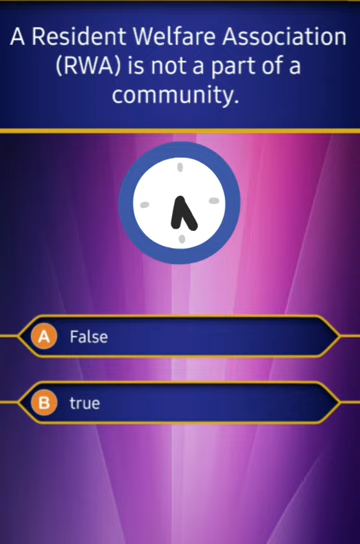 A Resident Welfare Association
(RWA) is not a part of a
community.
A False
B true